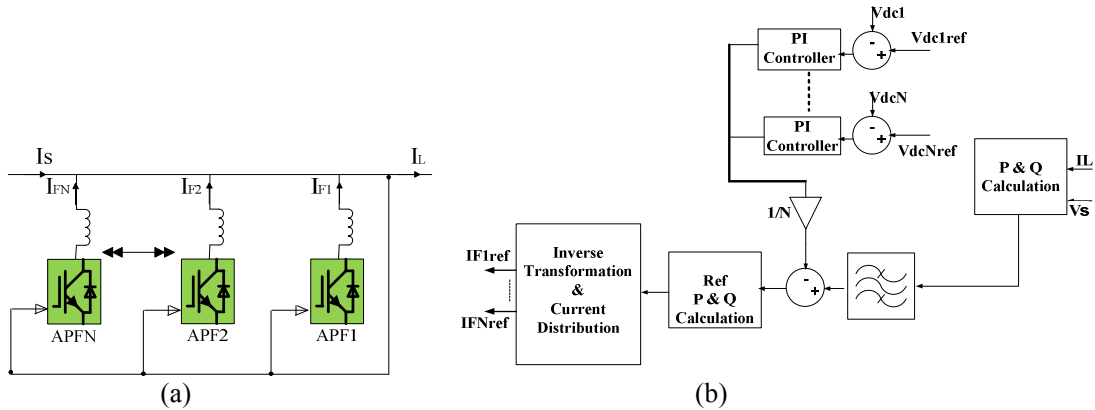 Is
IL
IFN
IF2
IF1
APFN
APF2
APF1
(a)
Vdc1
Vdc1ref
PI
Controller
-
+
VdcN
VdcNref
PI
Controller
-
+
P & Q
Calculation
IL
Vs
1/N
IF1ref
IFNref
Inverse
Transformation
&
Current
Distribution
Ref
P & Q
Calculation
-
+
(b)